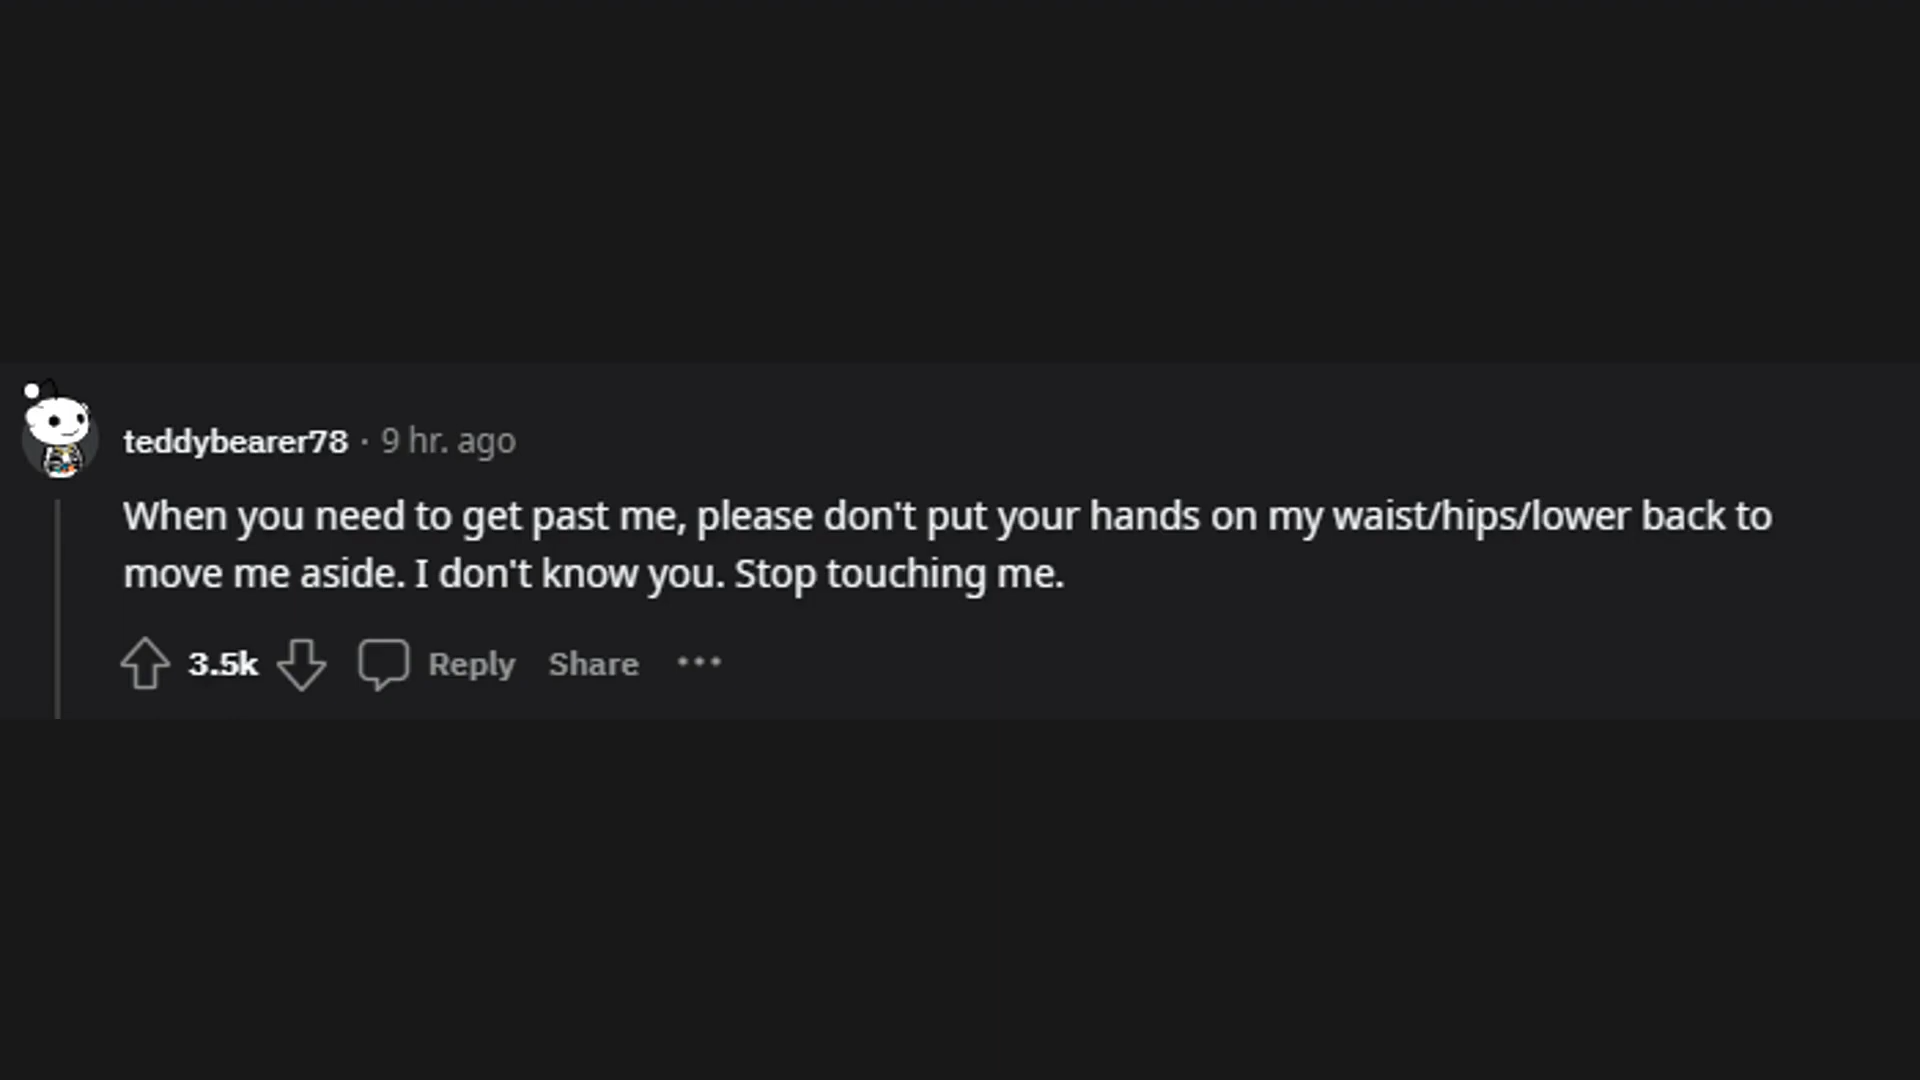 teddybearer78 · 9 hr. ago
When you need to get past me, please don't put your hands on my waist/hips/lower back to
move me aside. I don't know you. Stop touching me.
3.5k Reply Share ···